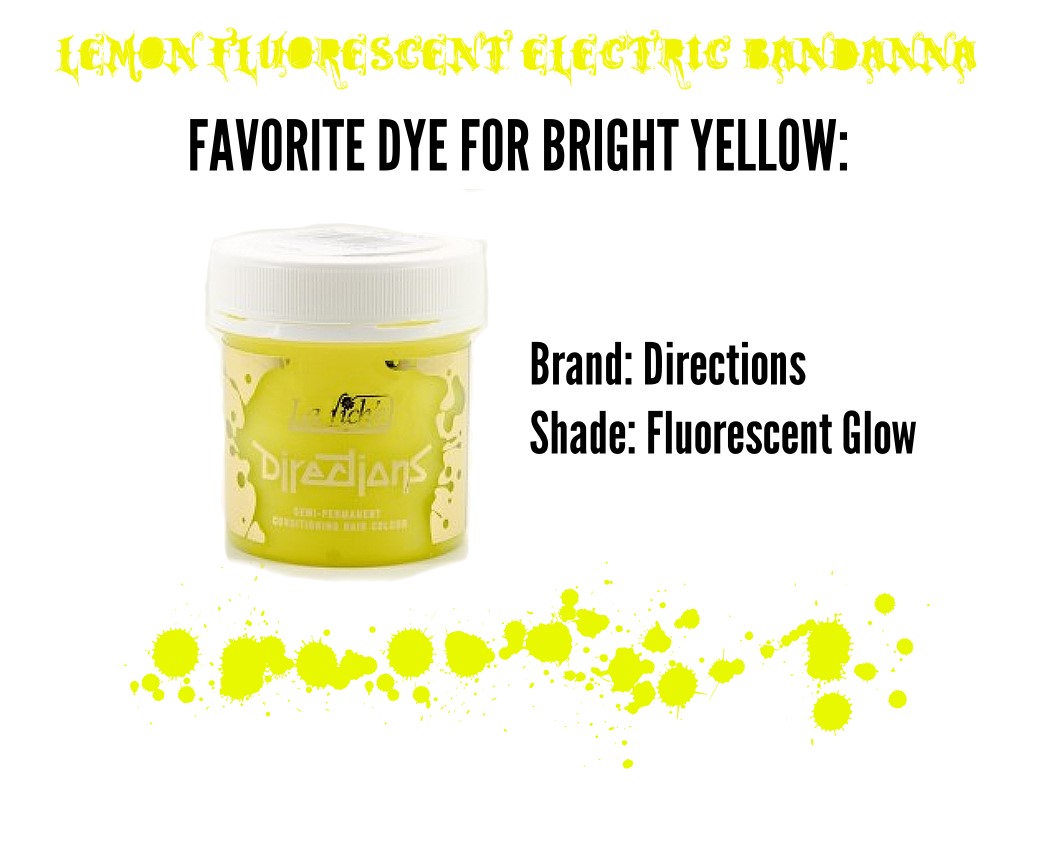 LEMON FLUORESCENT ELECTRIC BANDANNA
FAVORITE DYE FOR BRIGHT YELLOW:
Brand: Directions
Shade: Fluorescent Glow
La riché
Directions
SEMI-PERMANENT
CONDITIONING HAIR COLOUR